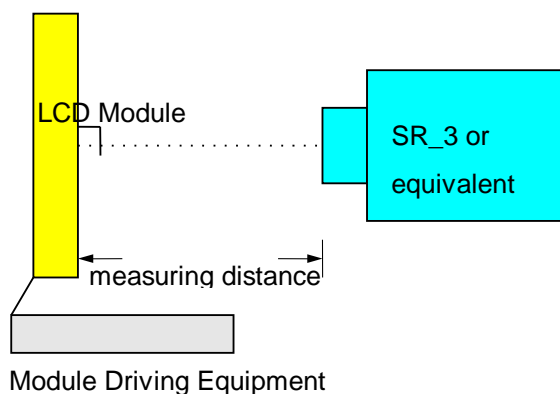 LCD Module
SR_3 or
equivalent
measuring distance
Module Driving Equipment